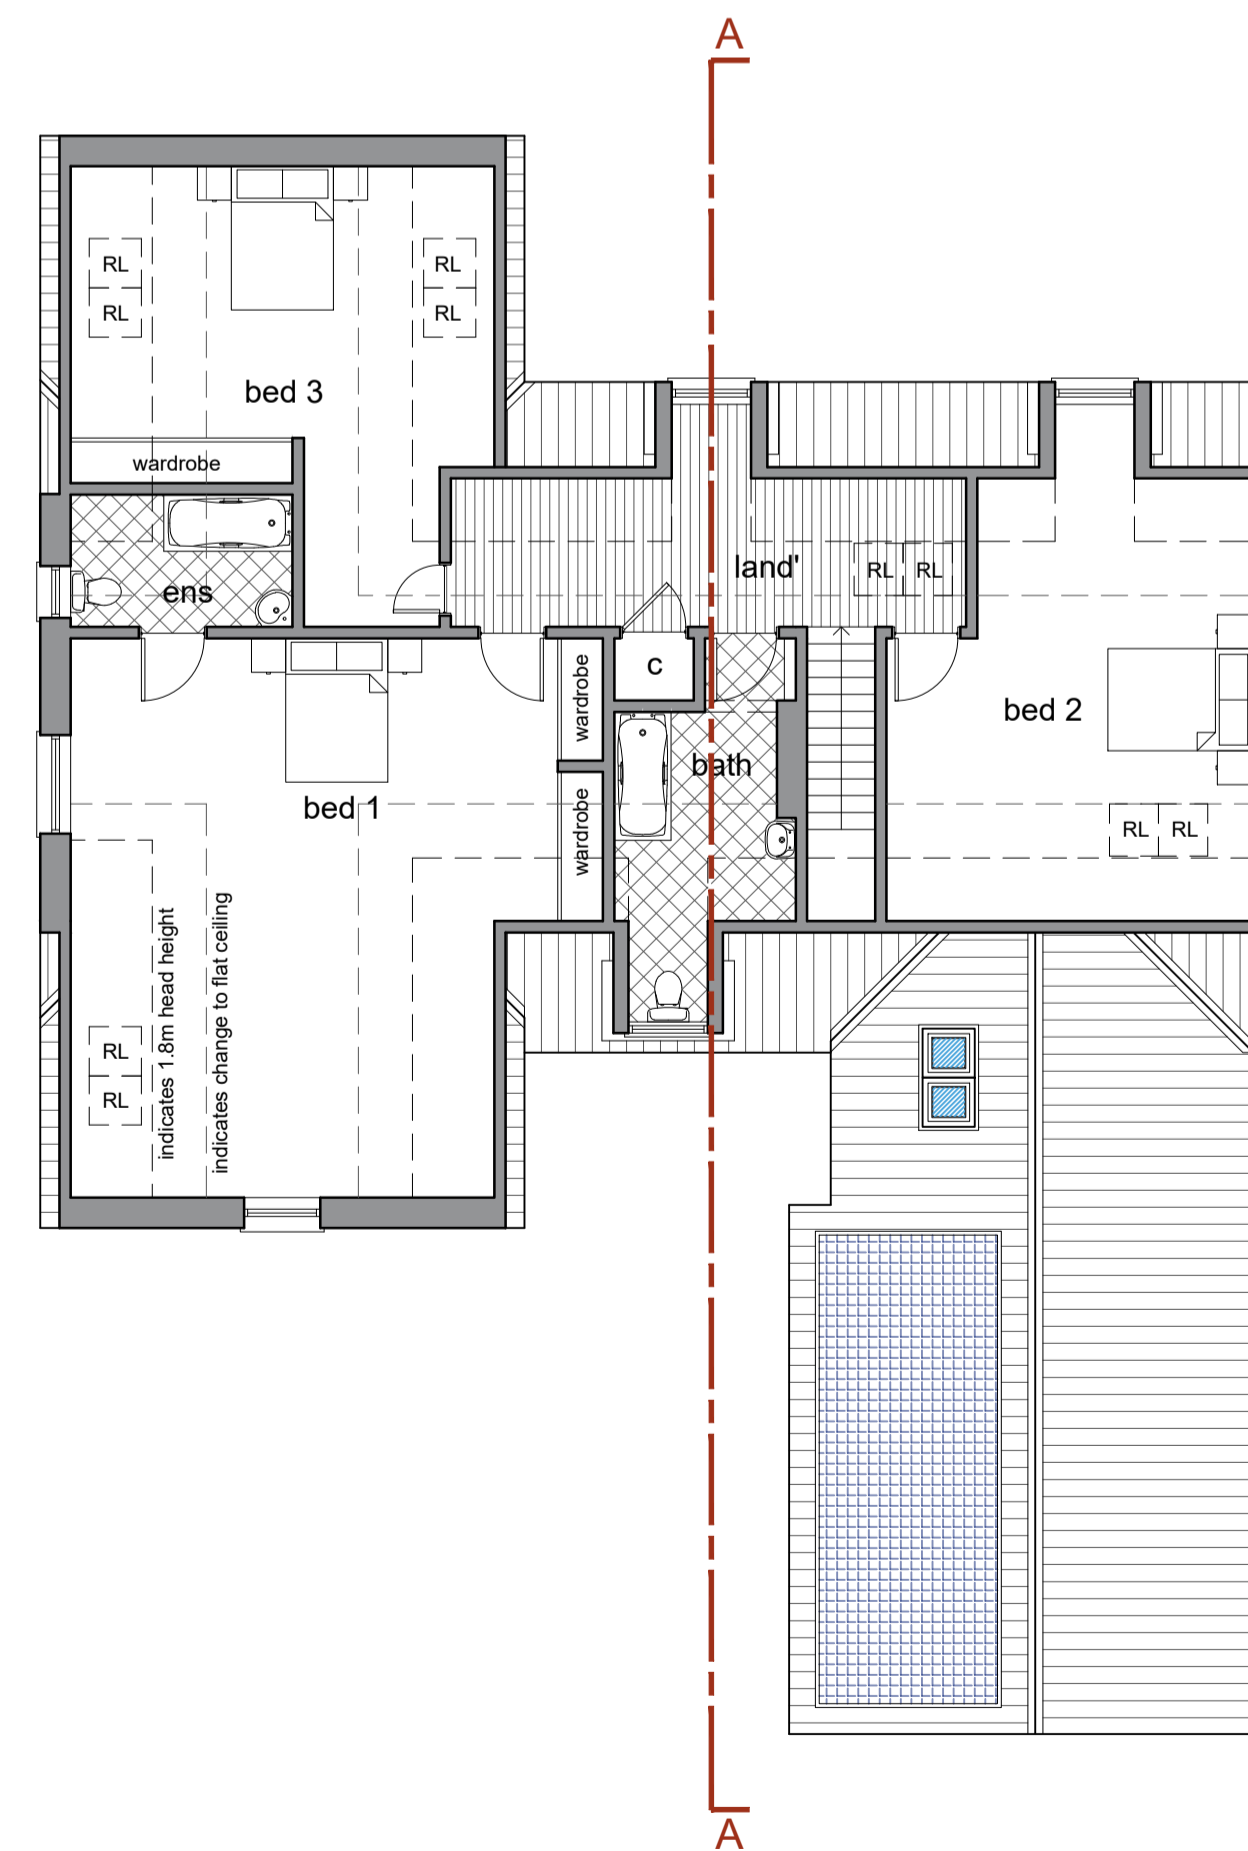 A
RL
RL
RL
RL
bed 3
wardrobe
ens
land'
RL
RL
c
wardrobe
bed 2
bath
bed 1
wardrobe
RL
RL
indicates 1.8m head height
indicates change to flat ceiling
RL
RL
A